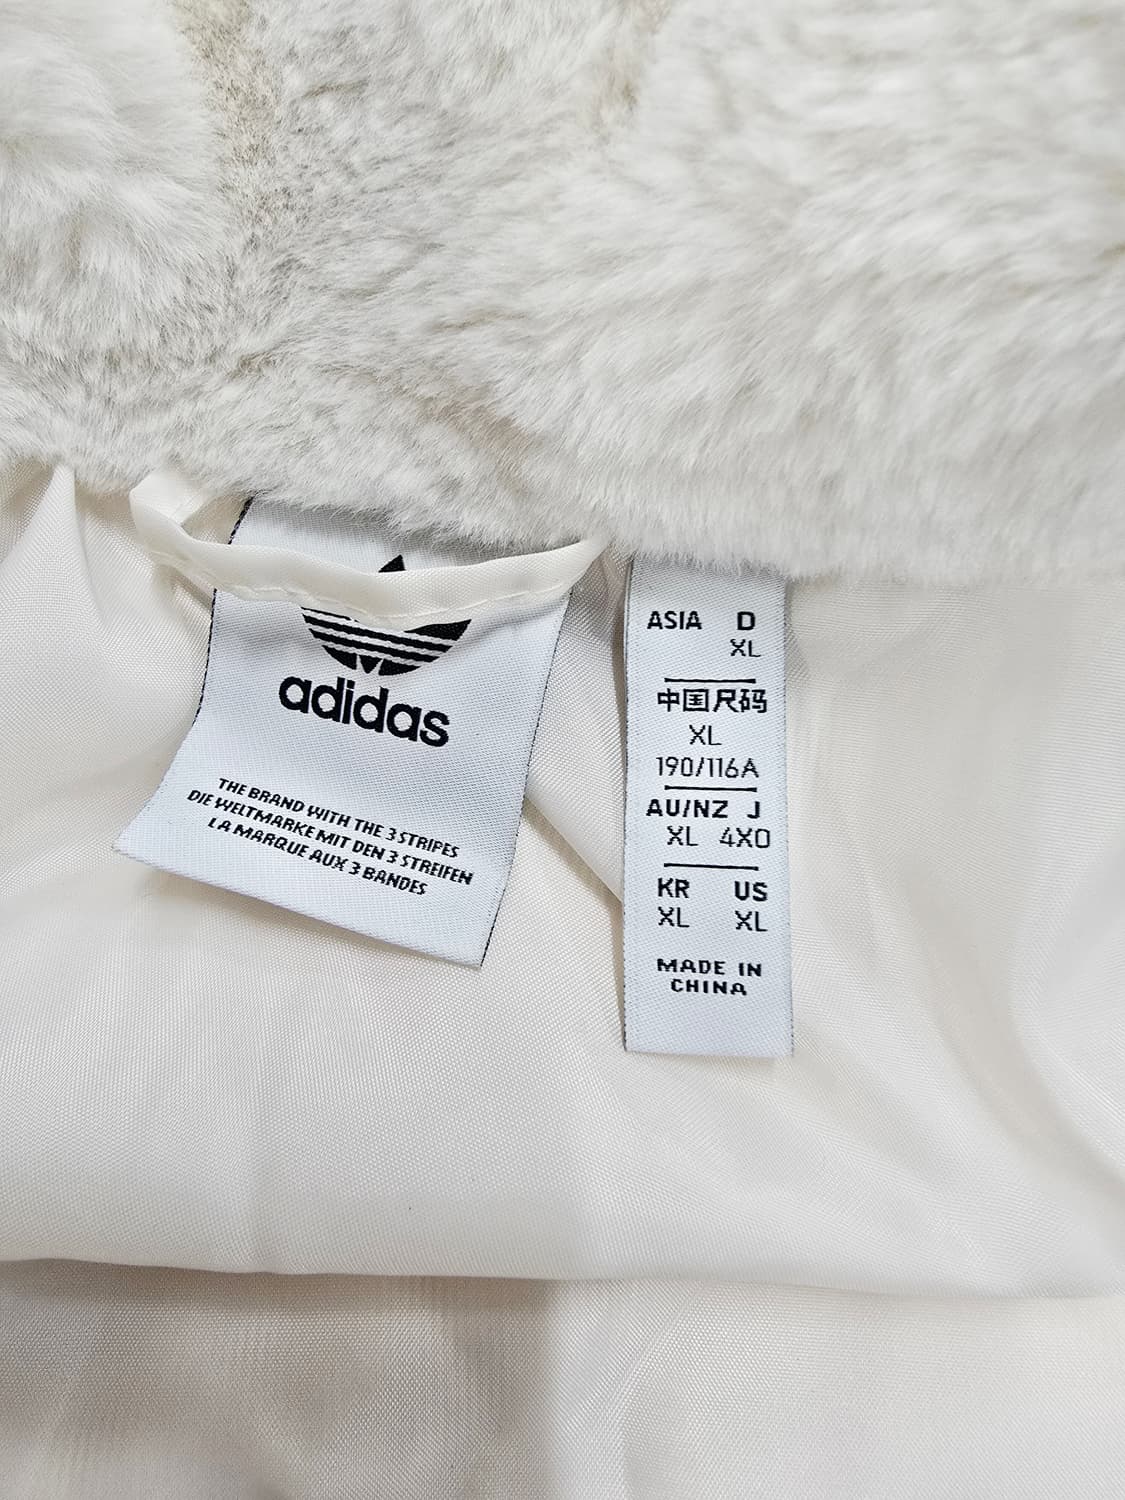 adidas
THE BRAND WITH THE 3 STRIPES
DIE WELTMARKE MIT DEN 3 STREIFEN
LA MARQUE AUX 3 BANDES
ASIA D
XL
中国尺码
XL
190/116A
AU/NZ J
XL 4XO
KR US
XL XL
MADE IN
CHINA